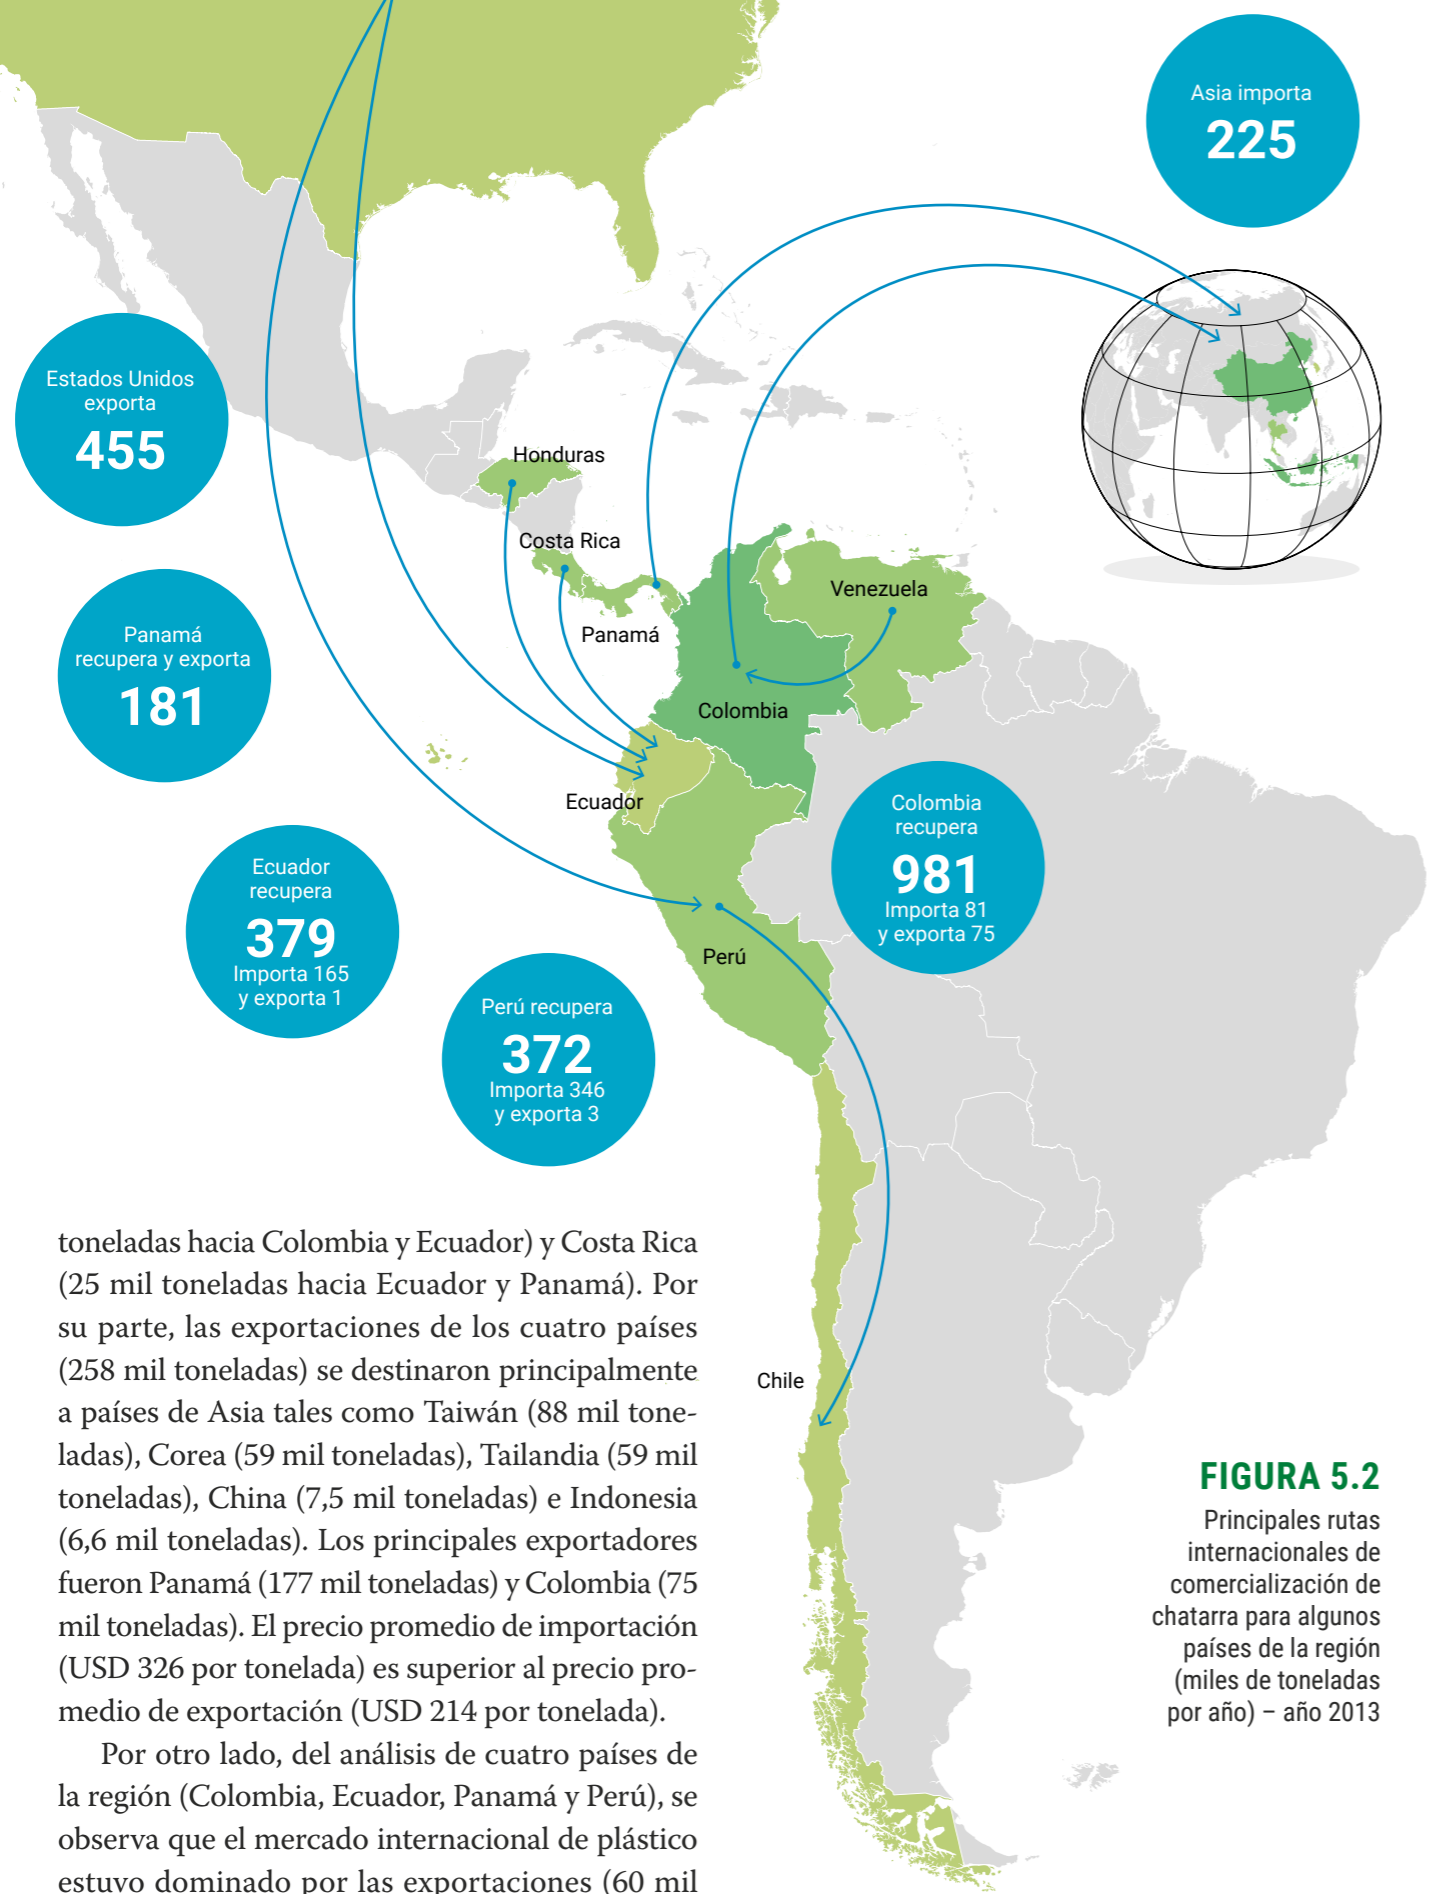 Asia importa
225
Estados Unidos
exporta
455
Honduras
Costa Rica
Venezuela
Panamá
recupera y exporta
181
Panamá
Colombia
Ecuador
Colombia
recupera
981
Importa 81
y exporta 75
Ecuador
recupera
379
Importa 165
y exporta 1
Perú
Perú recupera
372
Importa 346
y exporta 3
Chile
toneladas hacia Colombia y Ecuador) y Costa Rica
(25 mil toneladas hacia Ecuador y Panamá). Por
su parte, las exportaciones de los cuatro países
(258 mil toneladas) se destinaron principalmente
a países de Asia tales como Taiwán (88 mil tone-
ladas), Corea (59 mil toneladas), Tailandia (59 mil
toneladas), China (7,5 mil toneladas) e Indonesia
(6,6 mil toneladas). Los principales exportadores
fueron Panamá (177 mil toneladas) y Colombia (75
mil toneladas). El precio promedio de importación
(USD 326 por tonelada) es superior al precio pro-
medio de exportación (USD 214 por tonelada).
Por otro lado, del análisis de cuatro países de
la región (Colombia, Ecuador, Panamá y Perú), se
observa que el mercado internacional de plástico
estuvo dominado por las exportaciones (60 mil
FIGURA 5.2
Principales rutas
internacionales de
comercialización de
chatarra para algunos
países de la región
(miles de toneladas
por año) – año 2013